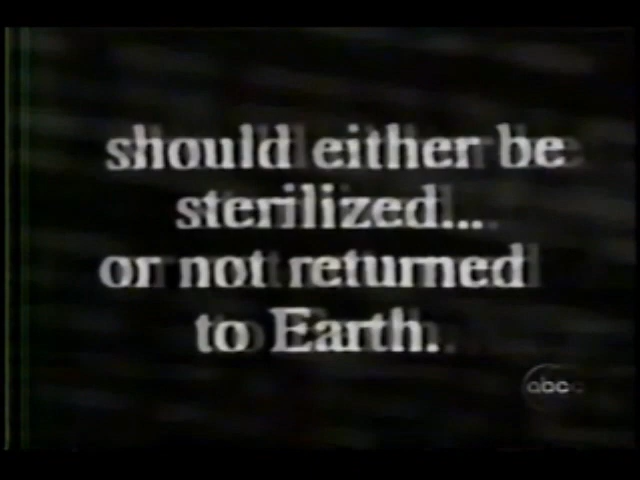 should either be
sterilized...
or not returned
to Earth.
abc